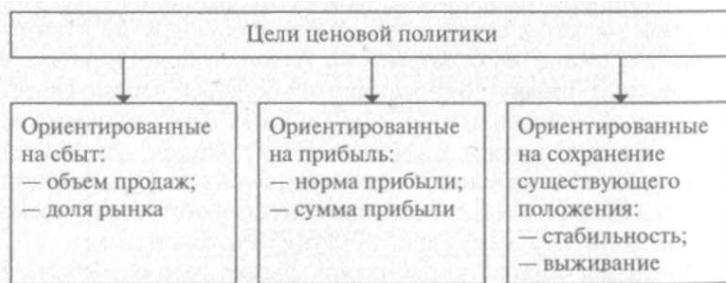 Цели ценовой политики
Ориентированные
на сбыт:
— объем продаж;
— доля рынка
Ориентированные
на прибыль:
— норма прибыли;
— сумма прибыли
Ориентированные
на сохранение
существующего
положения:
— стабильность;
— выживание